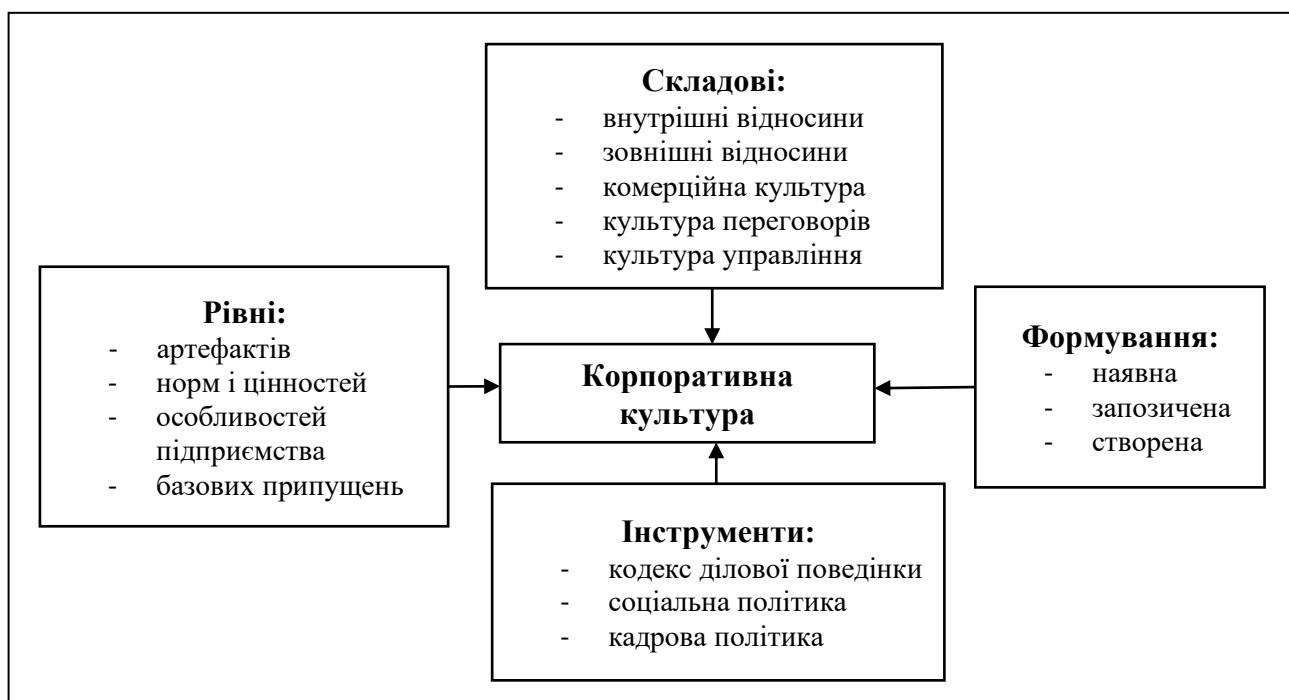 Складові:
- внутрішні відносини
- зовнішні відносини
- комерційна культура
- культура переговорів
- культура управління
Рівні:
- артефактів
- норм і цінностей
- особливостей
підприємства
- базових припущень
Корпоративна
культура
Формування:
- наявна
- запозичена
- створена
Інструменти:
- кодекс ділової поведінки
- соціальна політика
- кадрова політика